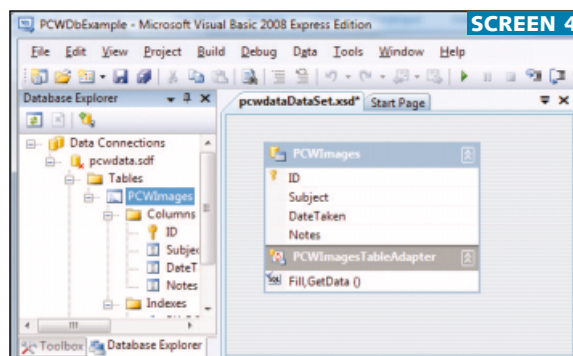 PCWDbExample - Microsoft Visual Basic 2008 Express Edition
SCREEN 4
File Edit View Project Build Debug Data Tools Window Help
Database Explorer
pcwdataDataSet.xsd* Start Page
Data Connections
pcwdata.sdf
Tables
PCWImages
Columns
ID
Subjec
DateT
Notes
Indexes
PCWImages
ID
Subject
DateTaken
Notes
PCWImagesTableAdapter
SQL Fill,GetData ()
Toolbox Database Explorer